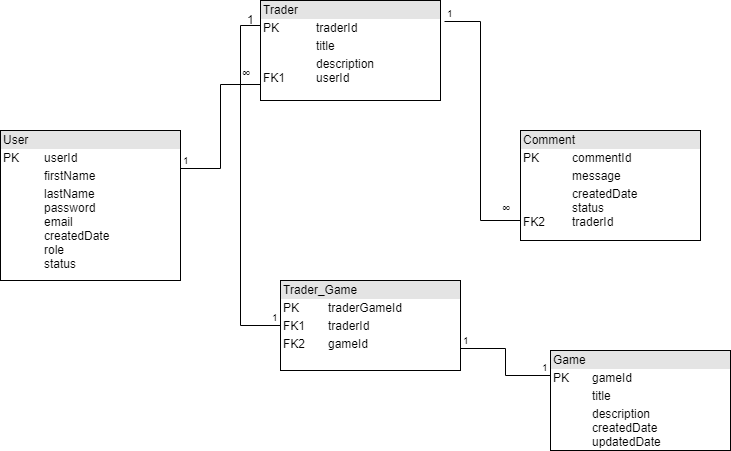 Trader
PK traderId
title
description
FK1 userId
1
1
∞
User
PK userId
firstName
lastName
password
email
createdDate
role
status
1
Comment
PK commentId
message
createdDate
status
FK2 traderId
∞
Trader_Game
PK traderGameId
FK1 traderId
FK2 gameId
1
1
1
Game
PK gameId
title
description
createdDate
updatedDate